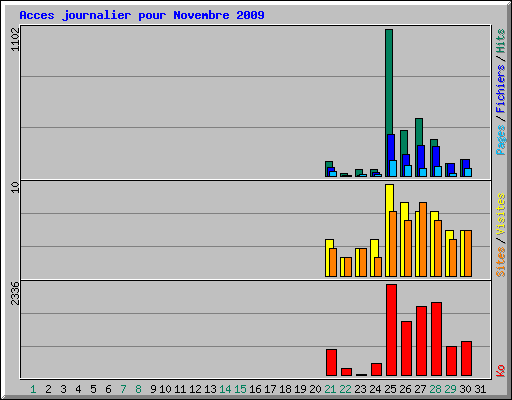 Acces journalier pour Novembre 2009
1102
Pages / Fichiers / Hits
10
Sites / Visites
2336
Ko
1 2 3 4 5 6 7 8 9 10 11 12 13 14 15 16 17 18 19 20 21 22 23 24 25 26 27 28 29 30 31